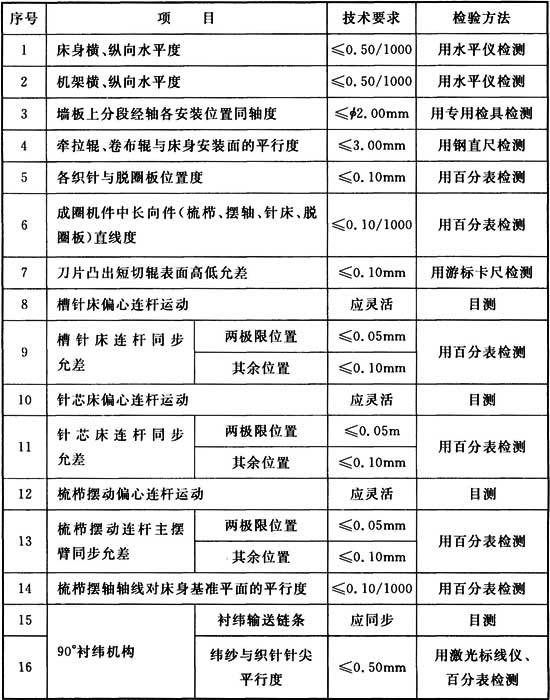 序号 项 目 技术要求 检验方法
1 床身横、纵向水平度 ≤0.50/1000 用水平仪检测
2 机架横、纵向水平度 ≤0.50/1000 用水平仪检测
3 墙板上分段经轴各安装位置同轴度 ≤ϕ2.00mm 用专用检具检测
4 牵拉辊、卷布辊与床身安装面的平行度 ≤3.00mm 用钢直尺检测
5 各织针与脱圈板位置度 ≤0.10mm 用百分表检测
6 成圈机件中长向件(梳栉、摆轴、针床、脱
圈板)直线度 ≤0.10/1000 用百分表检测
7 刀片凸出短切辊表面高低允差 ≤0.10mm 用游标卡尺检测
8 槽针床偏心连杆运动 应灵活 目测
9 槽针床连杆同步
允差 两极限位置 ≤0.05mm 用百分表检测
其余位置 ≤0.10mm
10 针芯床偏心连杆运动 应灵活 目测
11 针芯床连杆同步
允差 两极限位置 ≤0.05m 用百分表检测
其余位置 ≤0.10mm
12 梳栉摆动偏心连杆运动 应灵活 目测
13 梳栉摆动连杆主摆
臂同步允差 两极限位置 ≤0.05mm 用百分表检测
其余位置 ≤0.10mm
14 梳栉摆轴轴线对床身基准平面的平行度 ≤0.10/1000 用百分表检测
15 90°衬纬机构 衬纬输送链条 应同步 目测
16 纬纱与织针针尖
平行度 ≤0.50mm 用激光标线仪、
百分表检测